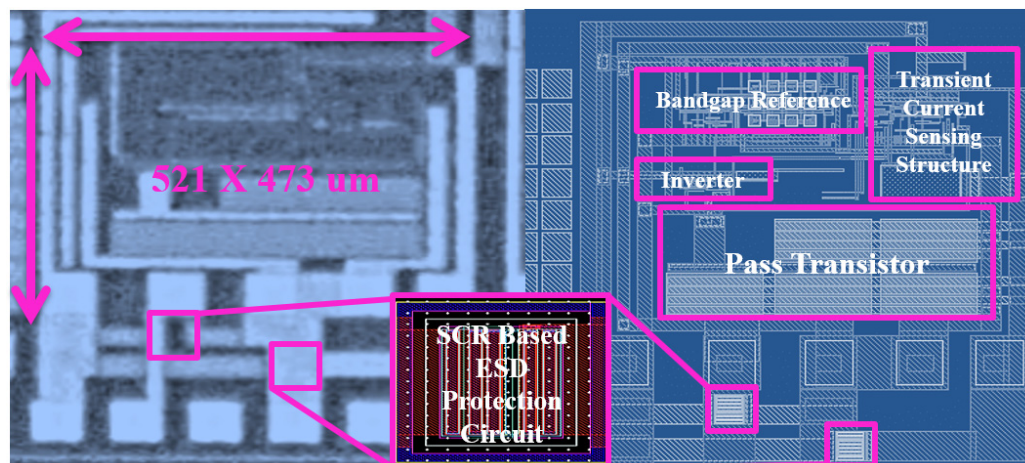 521 X 473 um
Bandgap Reference
Transient
Current
Sensing
Structure
Inverter
Pass Transistor
SCR Based
ESD
Protection
Circuit